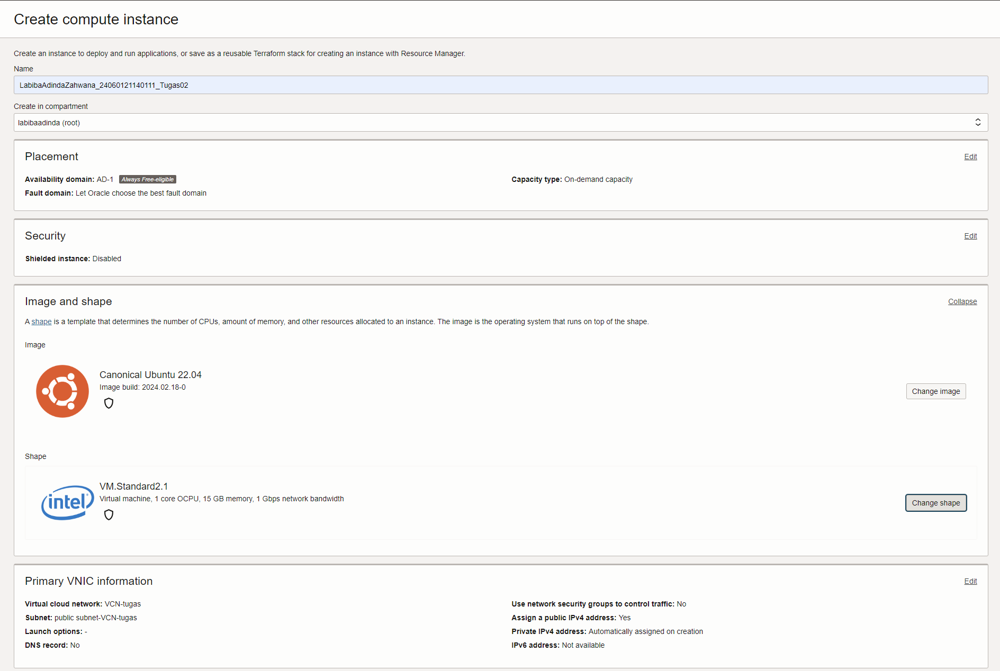 Create compute instance
Create an instance to deploy and run applications, or save as a reusable Terraform stack for creating an instance with Resource Manager.
Name
LabibaAdindaZahwana_24060121140111_Tugas02
Create in compartment
labibaadinda (root)
Placement
Edit
Availability domain: AD-1 Always Free-eligible
Capacity type: On-demand capacity
Fault domain: Let Oracle choose the best fault domain
Security
Edit
Shielded instance: Disabled
Image and shape
Collapse
A shape is a template that determines the number of CPUs, amount of memory, and other resources allocated to an instance. The image is the operating system that runs on top of the shape.
Image
Canonical Ubuntu 22.04
Image build: 2024.02.18-0
Change image
Shape
intel
VM.Standard2.1
Virtual machine, 1 core OCPU, 15 GB memory, 1 Gbps network bandwidth
Change shape
Primary VNIC information
Edit
Virtual cloud network: VCN-tugas
Subnet: public subnet-VCN-tugas
Launch options: -
DNS record: No
Use network security groups to control traffic: No
Assign a public IPv4 address: Yes
Private IPv4 address: Automatically assigned on creation
IPv6 address: Not available